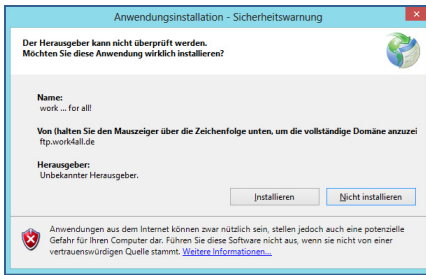 Anwendungsinstallation - Sicherheitswarnung
Der Herausgeber kann nicht überprüft werden.
Möchten Sie diese Anwendung wirklich installieren?
Name:
work ... for all!
Von (halten Sie den Mauszeiger über die Zeichenfolge unten, um die vollständige Domäne anzuzei
ftp.work4all.de
Herausgeber:
Unbekannter Herausgeber.
Installieren
Nicht installieren
Anwendungen aus dem Internet können zwar nützlich sein, stellen jedoch auch eine potenzielle
Gefahr für Ihren Computer dar. Führen Sie diese Software nicht aus, wenn sie nicht von einer
vertrauenswürdigen Quelle stammt. Weitere Informationen...